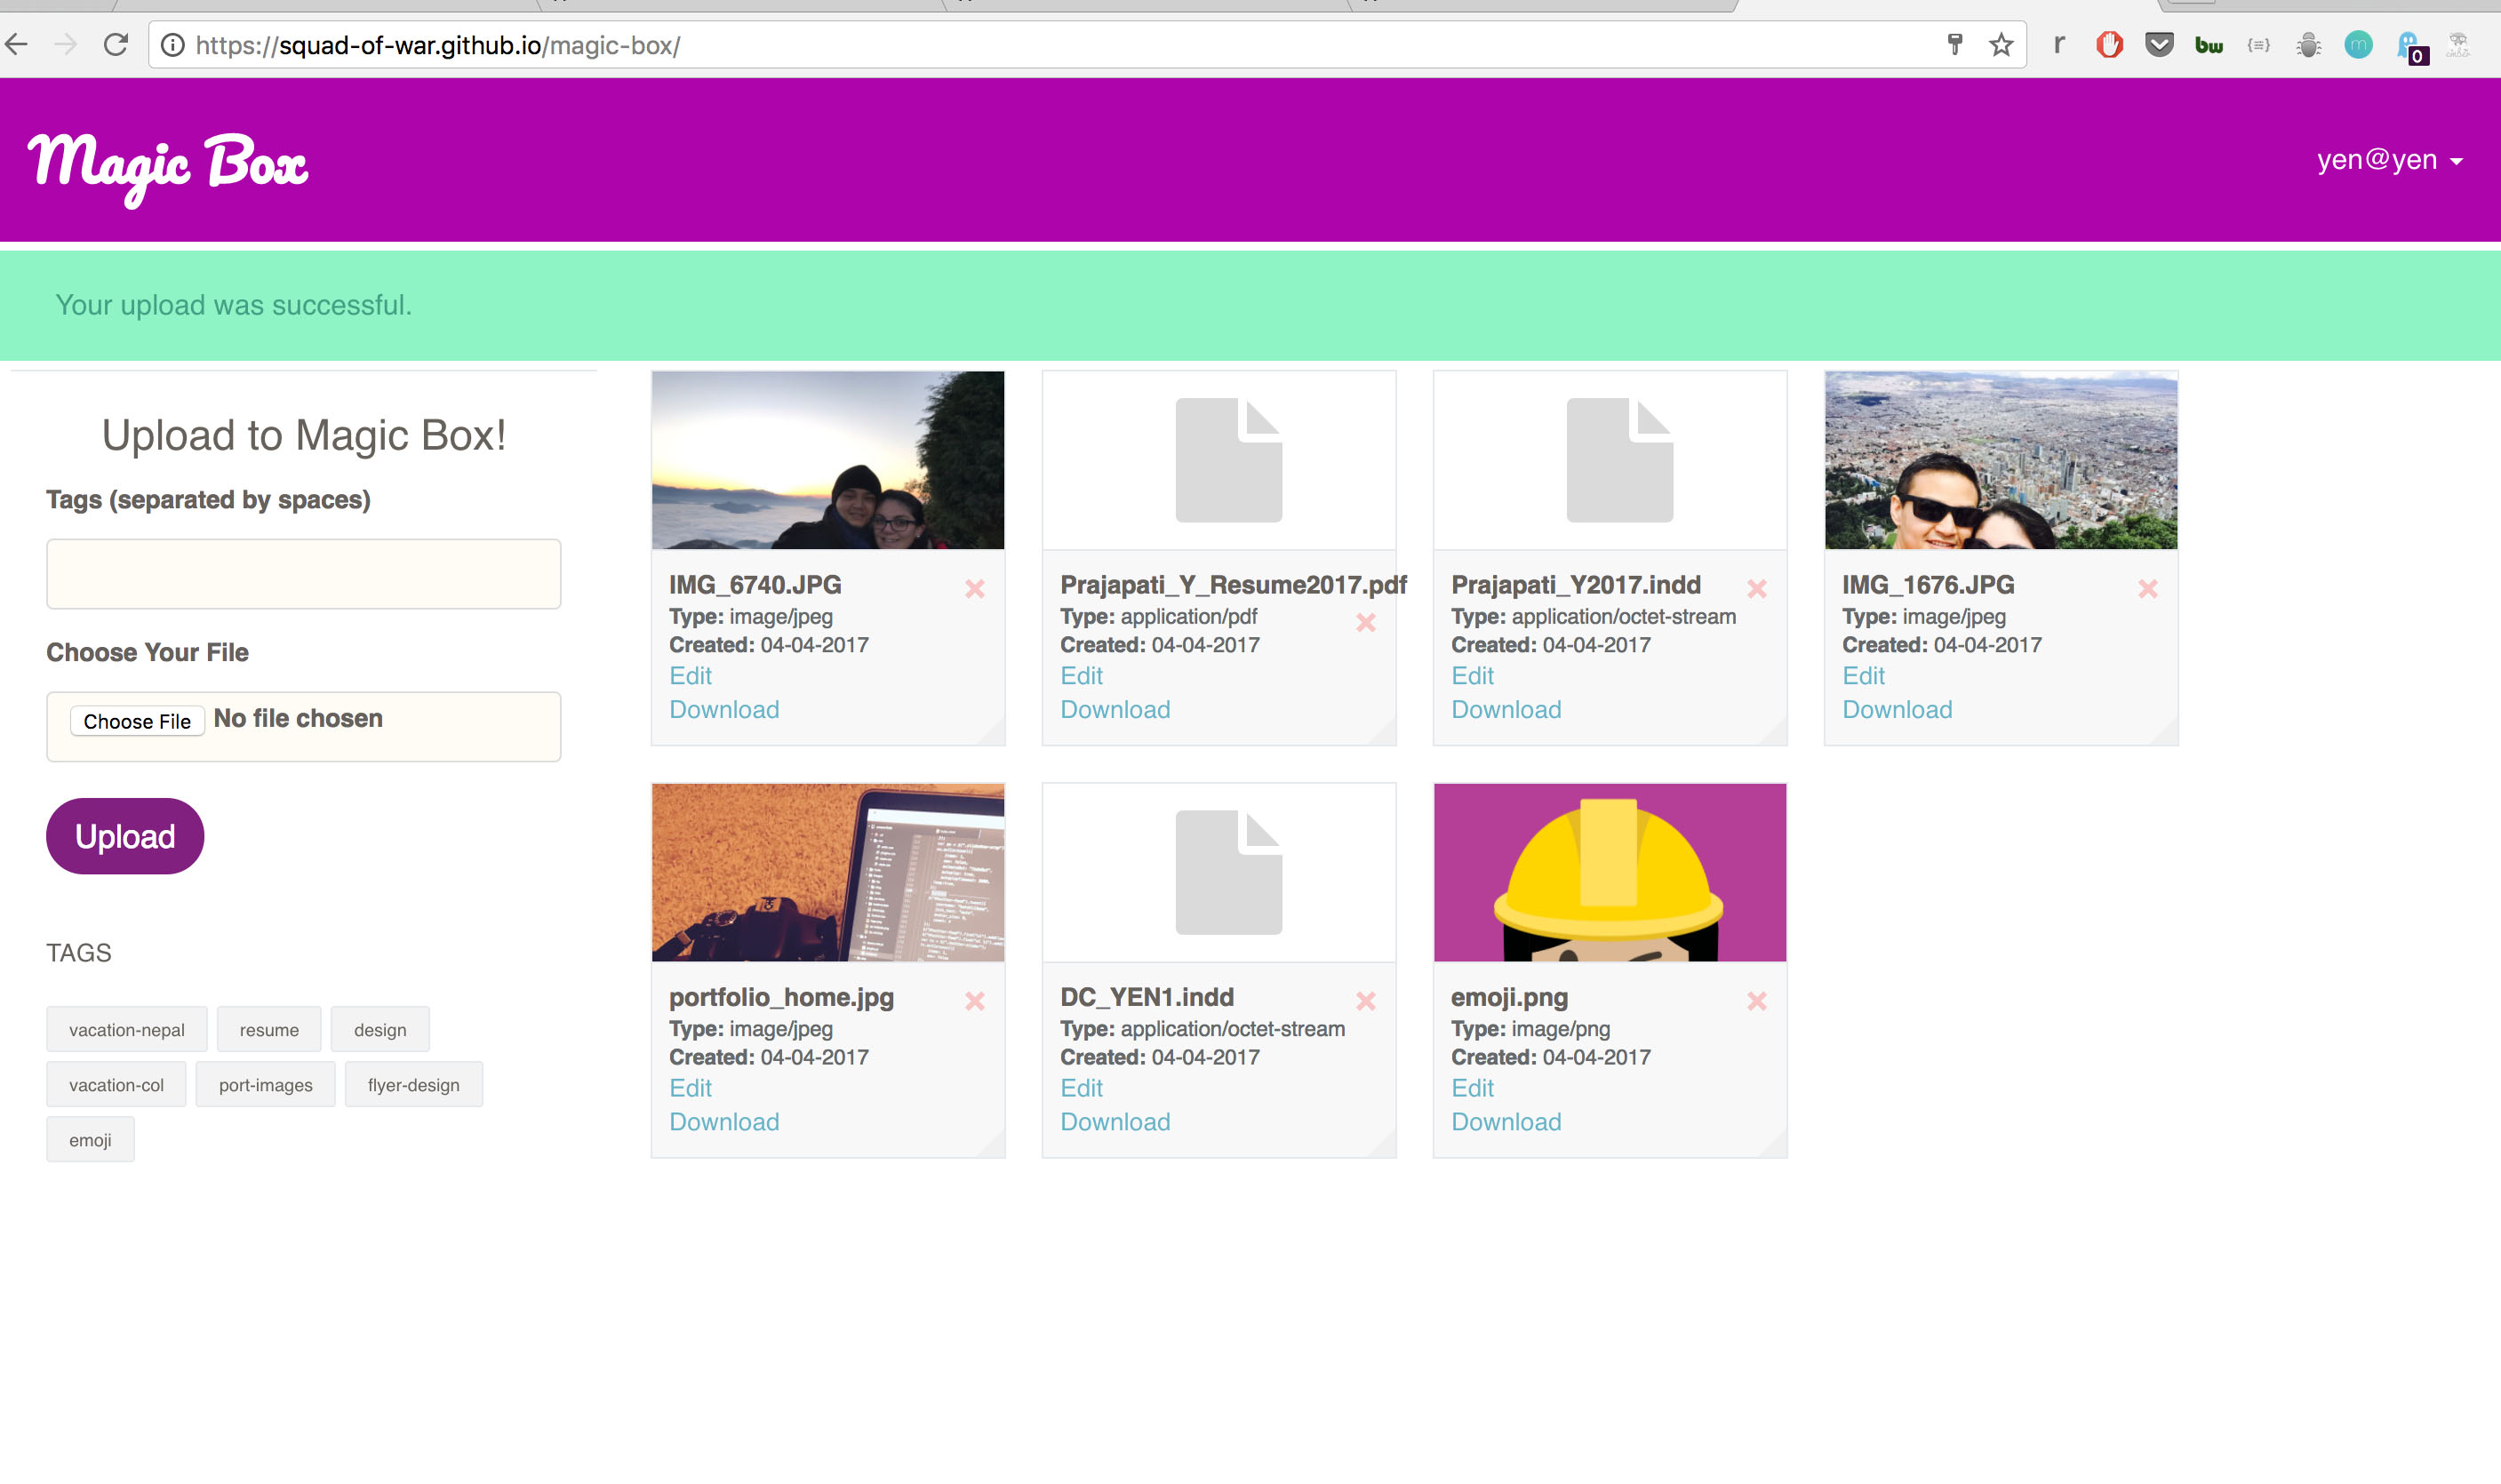 https://squad-of-war.github.io/magic-box/
r
bw
{≡}
m
0
Magic Box
yen@yen
Your upload was successful.
Upload to Magic Box!
Tags (separated by spaces)
Choose Your File
Choose File No file chosen
Upload
TAGS
vacation-nepal resume design
vacation-col port-images flyer-design
emoji
IMG_6740.JPG
Type: image/jpeg
Created: 04-04-2017
Edit
Download
Prajapati_Y_Resume2017.pdf
Type: application/pdf
Created: 04-04-2017
Edit
Download
Prajapati_Y2017.indd
Type: application/octet-stream
Created: 04-04-2017
Edit
Download
IMG_1676.JPG
Type: image/jpeg
Created: 04-04-2017
Edit
Download
portfolio_home.jpg
Type: image/jpeg
Created: 04-04-2017
Edit
Download
DC_YEN1.indd
Type: application/octet-stream
Created: 04-04-2017
Edit
Download
emoji.png
Type: image/png
Created: 04-04-2017
Edit
Download